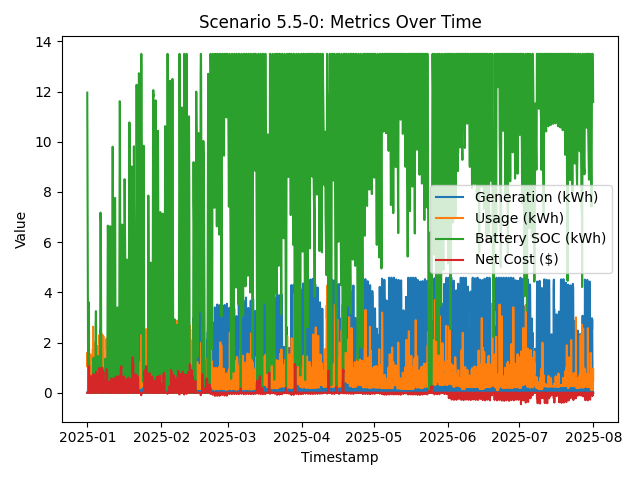 Scenario 5.5-0: Metrics Over Time
Value
14
12
10
8
6
4
2
0
Generation (kWh)
Usage (kWh)
Battery SOC (kWh)
Net Cost ($)
2025-01 2025-02 2025-03 2025-04 2025-05 2025-06 2025-07 2025-08
Timestamp